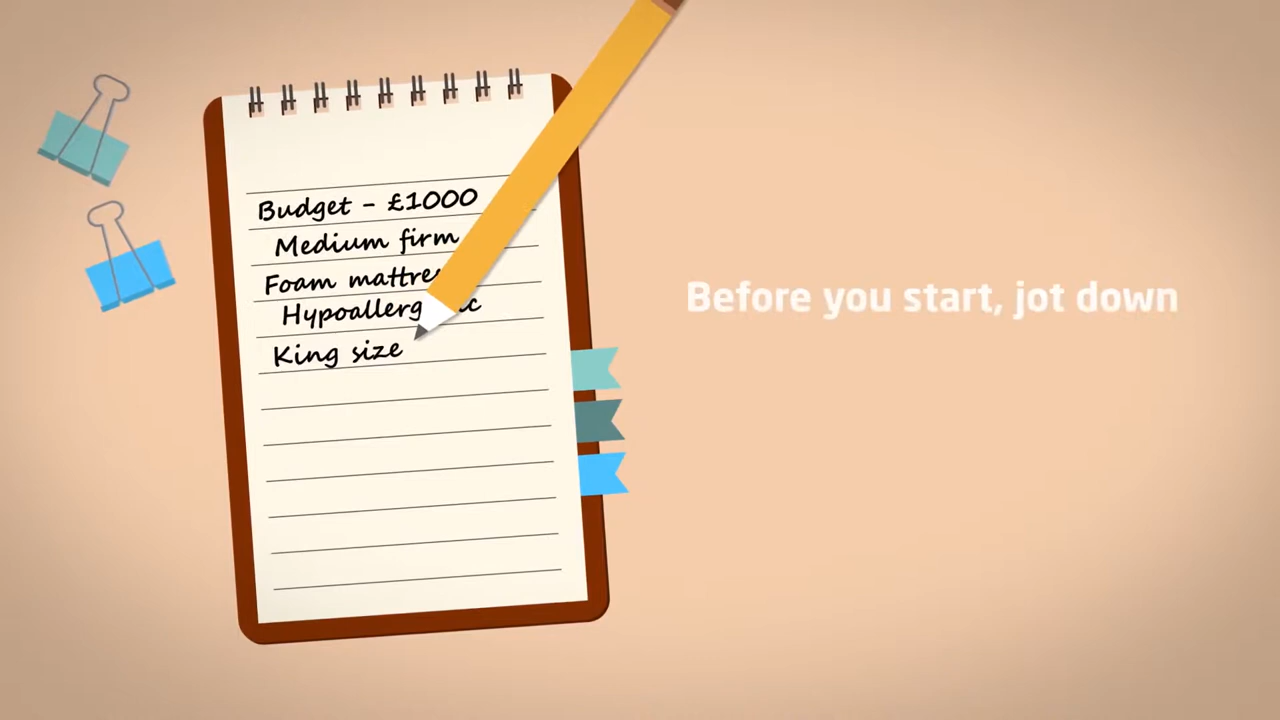 Budget - £1000
Medium firm
Foam
King size
Before you start, jot down